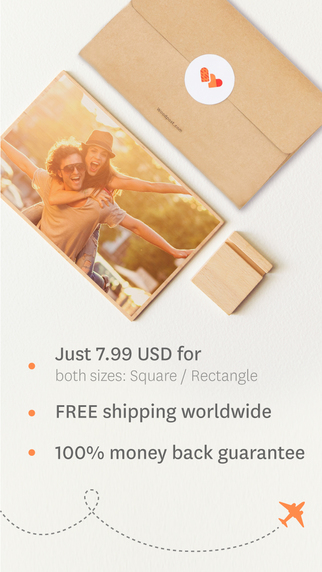 Just 7.99 USD for
both sizes: Square / Rectangle
FREE shipping worldwide
100% money back guarantee